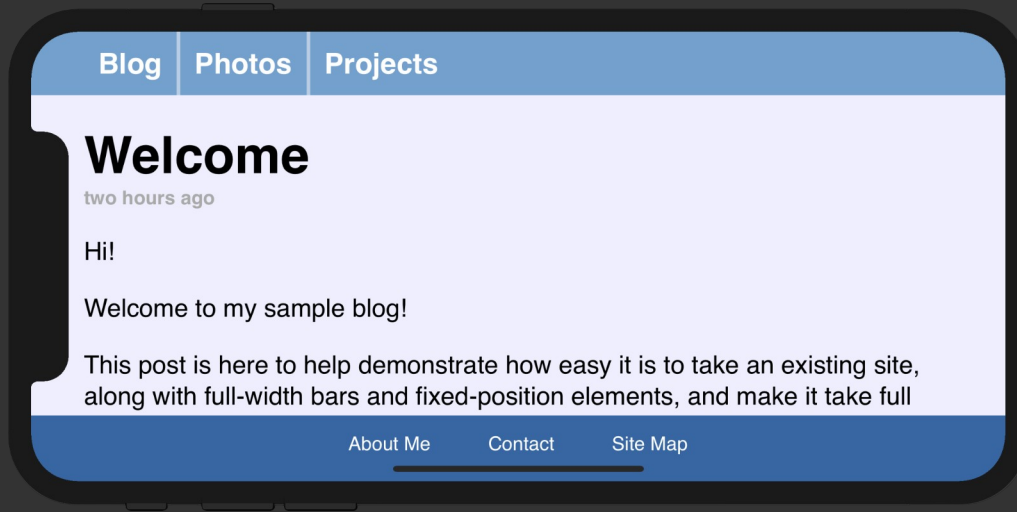 Blog Photos Projects
Welcome
two hours ago
Hi!
Welcome to my sample blog!
This post is here to help demonstrate how easy it is to take an existing site,
along with full-width bars and fixed-position elements, and make it take full
About Me Contact Site Map